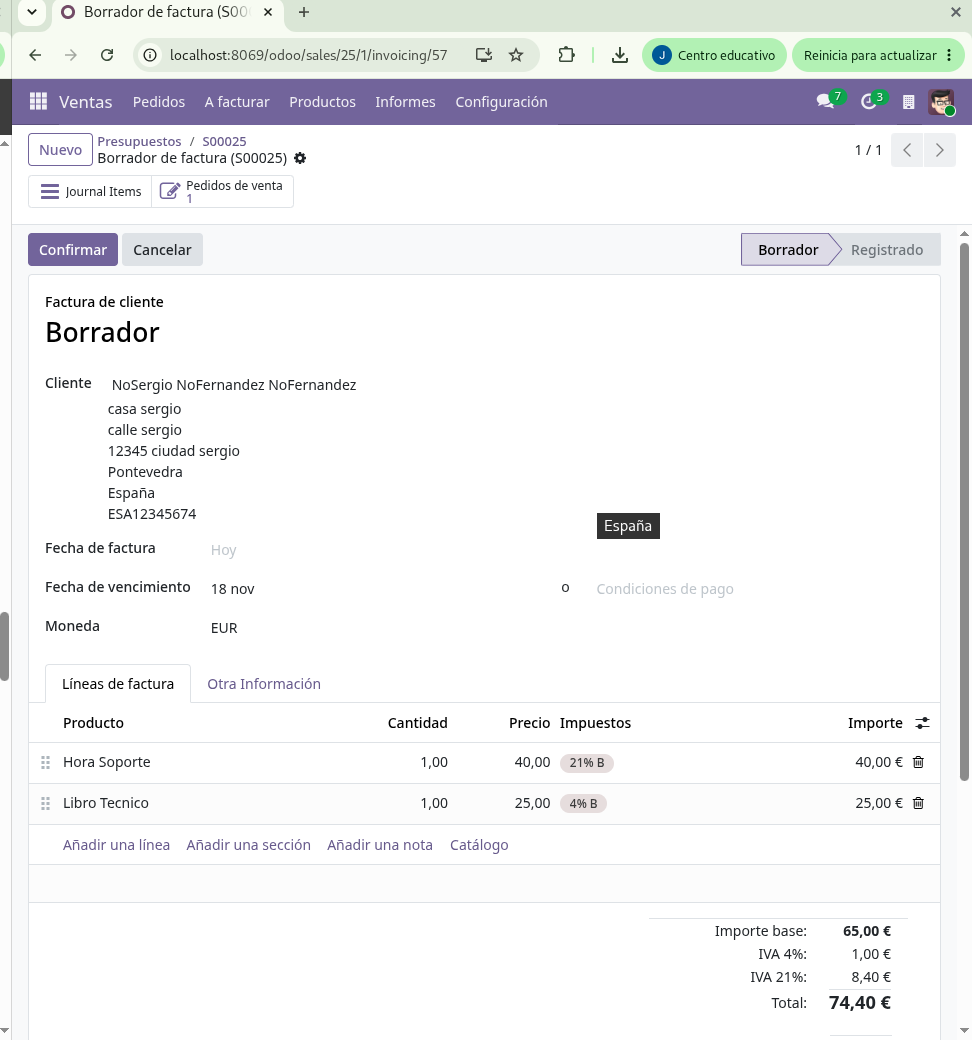 Borrador de factura (S000
localhost:8069/odoo/sales/25/1/invoicing/57
J Centro educativo
Reinicia para actualizar
Ventas Pedidos A facturar Productos Informes Configuración 7 3
Nuevo
Presupuestos / S00025
Borrador de factura (S00025)
1 / 1
Journal Items
Pedidos de venta
1
Confirmar Cancelar Borrador Registrado
Factura de cliente
Borrador
Cliente NoSergio NoFernandez NoFernandez
casa sergio
calle sergio
12345 ciudad sergio
Pontevedra
España
ESA12345674
España
Fecha de factura Hoy
Fecha de vencimiento 18 nov o Condiciones de pago
Moneda EUR
Líneas de factura Otra Información
Producto Cantidad Precio Impuestos Importe
Hora Soporte 1,00 40,00 21% B 40,00 €
Libro Tecnico 1,00 25,00 4% B 25,00 €
Añadir una línea Añadir una sección Añadir una nota Catálogo
Importe base: 65,00 €
IVA 4%: 1,00 €
IVA 21%: 8,40 €
Total: 74,40 €